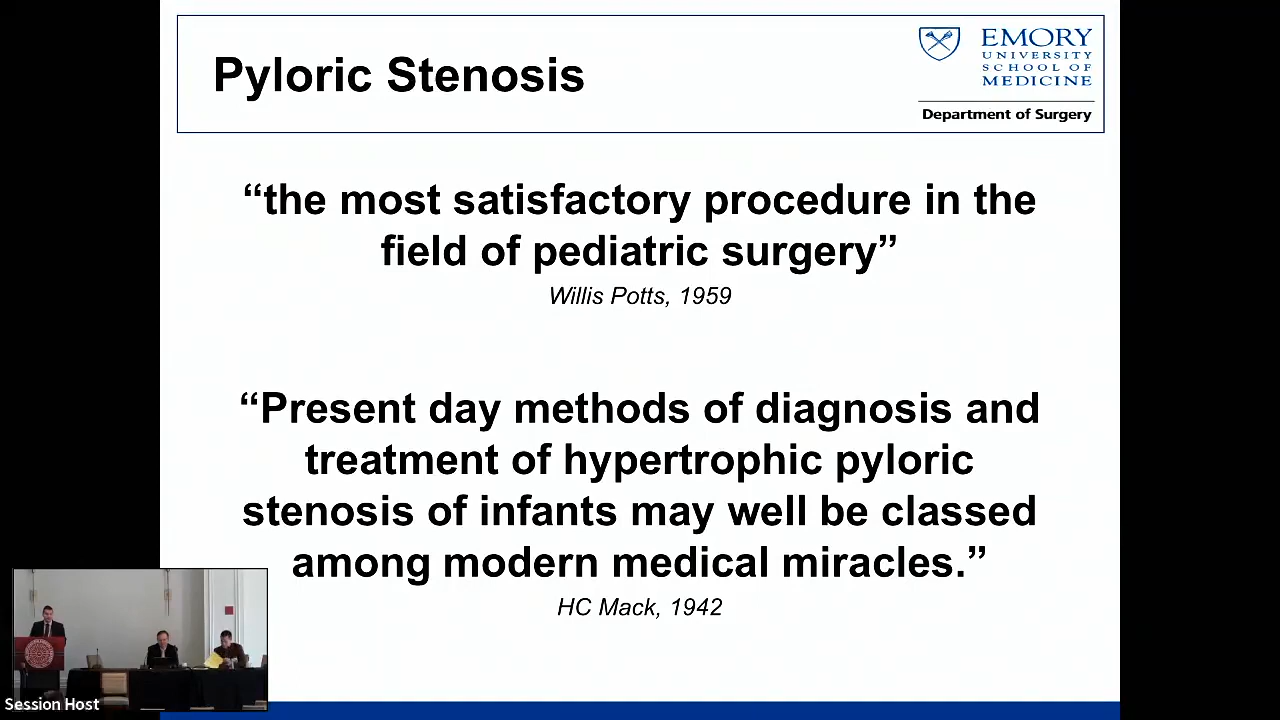 Pyloric Stenosis
EMORY
UNIVERSITY
SCHOOL OF
MEDICINE
Department of Surgery
“the most satisfactory procedure in the
field of pediatric surgery”
Willis Potts, 1959
“Present day methods of diagnosis and
treatment of hypertrophic pyloric
stenosis of infants may well be classed
among modern medical miracles.”
HC Mack, 1942
Session Host